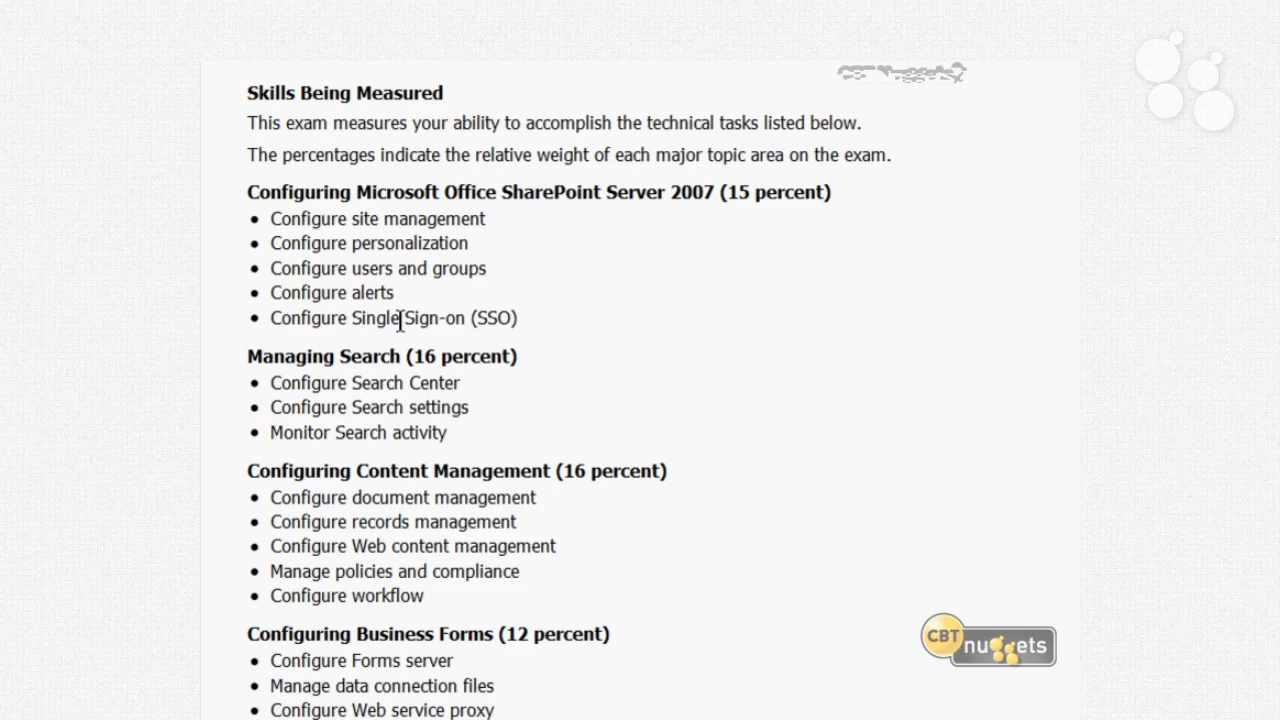 Skills Being Measured
This exam measures your ability to accomplish the technical tasks listed below.
The percentages indicate the relative weight of each major topic area on the exam.
Configuring Microsoft Office SharePoint Server 2007 (15 percent)
• Configure site management
• Configure personalization
• Configure users and groups
• Configure alerts
• Configure Single Sign-on (SSO)
Managing Search (16 percent)
• Configure Search Center
• Configure Search settings
• Monitor Search activity
Configuring Content Management (16 percent)
• Configure document management
• Configure records management
• Configure Web content management
• Manage policies and compliance
• Configure workflow
Configuring Business Forms (12 percent)
• Configure Forms server
• Manage data connection files
• Configure Web service proxy
CBT nuggets